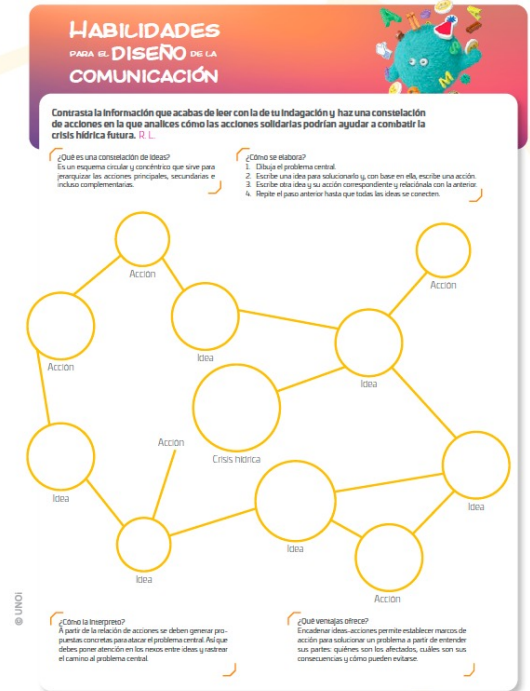 HABILIDADES
PARA EL DISEÑO DE LA
COMUNICACIÓN
Contrasta la información que acabas de leer con la de tu indagación y haz una constelación
de acciones en la que analices cómo las acciones solidarias podrían ayudar a combatir la
crisis hídrica futura. R. L.
¿Qué es una constelación de ideas?
Es un esquema circular y concéntrico que sirve para
jerarquizar las acciones principales, secundarias e
incluso complementarias.
¿Cómo se elabora?
1. Dibuja el problema central.
2. Escribe una idea para solucionarlo y, con base en ella, escribe una acción.
3. Escribe otra idea y su acción correspondiente y relaciónala con la anterior.
4. Repite el paso anterior hasta que todas las ideas se conecten.
Acción
Acción
Idea
Acción
Idea
Acción
Crisis hídrica
Idea
Idea
Idea
Idea
Acción
© UNOi
¿Cómo la interpreto?
A partir de la relación de acciones se deben generar pro-
puestas concretas para atacar el problema central. Así que
debes poner atención en los nexos entre ideas y rastrear
el camino al problema central.
¿Qué ventajas ofrece?
Encadenar ideas-acciones permite establecer marcos de
acción para solucionar un problema a partir de entender
sus partes: quiénes son los afectados, cuáles son sus
consecuencias y cómo pueden evitarse.